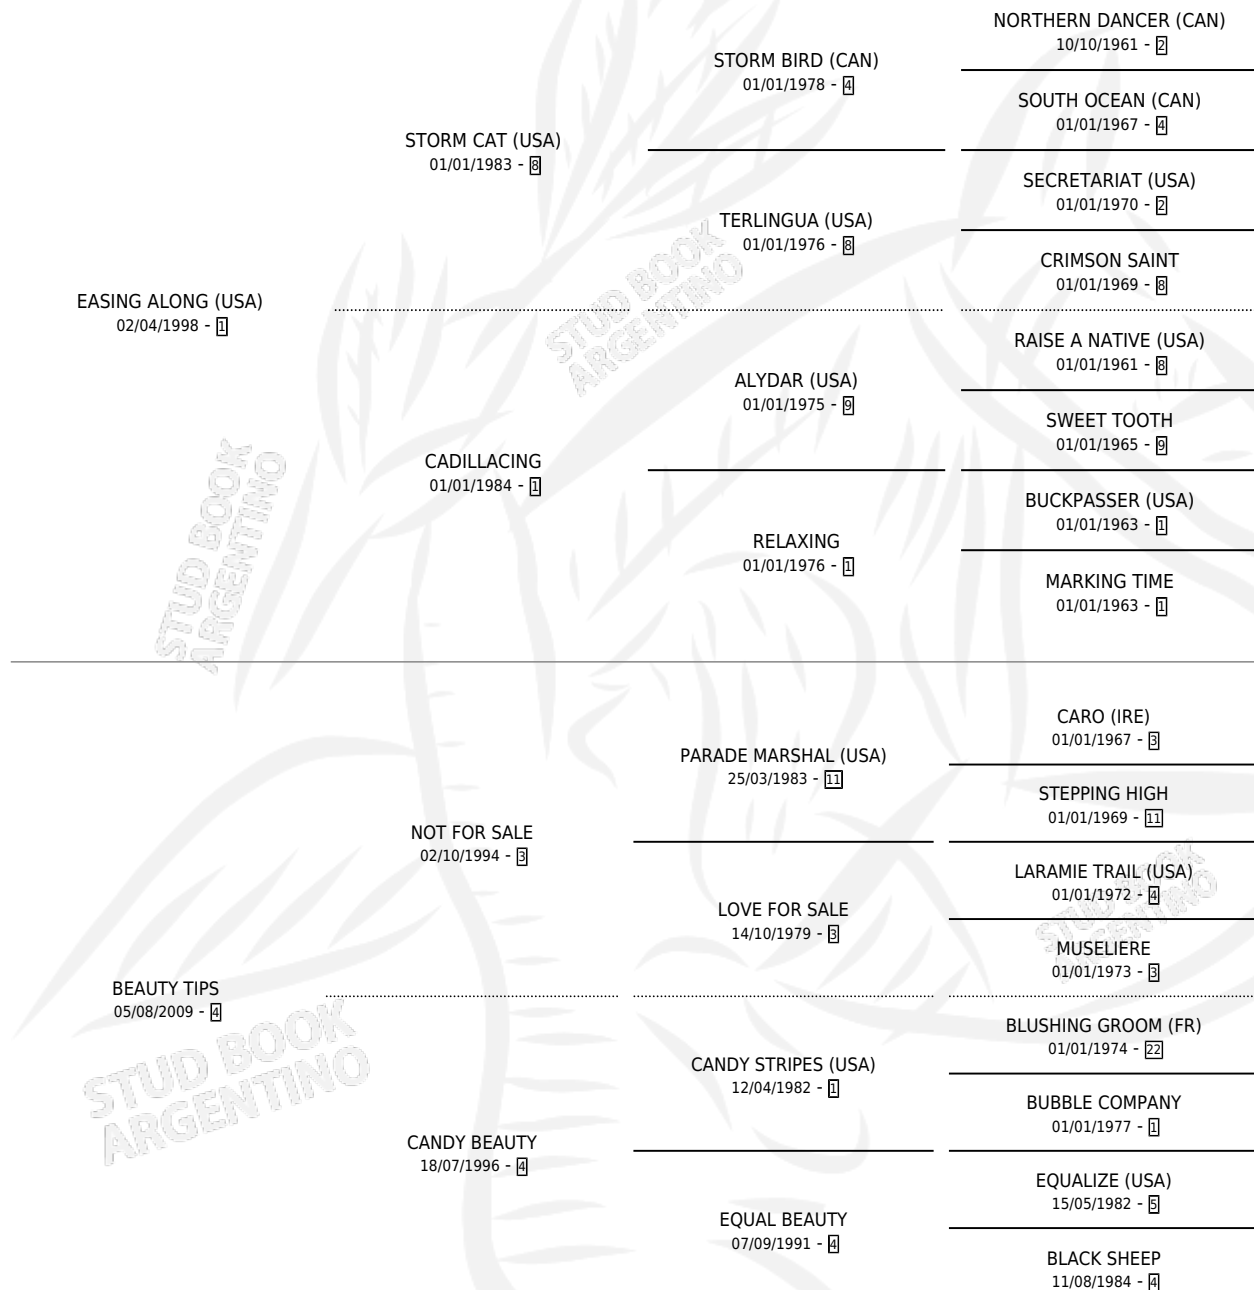 NORTHERN DANCER (CAN)
10/10/1961 - 2
STORM BIRD (CAN)
01/01/1978 - 4
SOUTH OCEAN (CAN)
01/01/1967 - 4
STORM CAT (USA)
01/01/1983 - 8
SECRETARIAT (USA)
01/01/1970 - 2
TERLINGUA (USA)
01/01/1976 - 8
CRIMSON SAINT
01/01/1969 - 8
EASING ALONG (USA)
02/04/1998 - 1
STUD BOOK
ARGENTINO
RAISE A NATIVE (USA)
01/01/1961 - 8
ALYDAR (USA)
01/01/1975 - 9
SWEET TOOTH
01/01/1965 - 9
CADILLACING
01/01/1984 - 1
BUCKPASSER (USA)
01/01/1963 - 1
RELAXING
01/01/1976 - 1
MARKING TIME
01/01/1963 - 1
STUD BOOK
ARGENTINO
CARO (IRE)
01/01/1967 - 3
PARADE MARSHAL (USA)
25/03/1983 - 11
STEPPING HIGH
01/01/1969 - 11
NOT FOR SALE
02/10/1994 - 3
LARAMIE TRAIL (USA)
01/01/1972 - 4
LOVE FOR SALE
14/10/1979 - 3
MUSELIERE
01/01/1973 - 3
STUD BOOK
ARGENTINO
BEAUTY TIPS
05/08/2009 - 4
BLUSHING GROOM (FR)
01/01/1974 - 22
CANDY STRIPES (USA)
12/04/1982 - 1
BUBBLE COMPANY
01/01/1977 - 1
STUD BOOK
ARGENTINO
CANDY BEAUTY
18/07/1996 - 4
EQUALIZE (USA)
15/05/1982 - 5
EQUAL BEAUTY
07/09/1991 - 4
BLACK SHEEP
11/08/1984 - 4